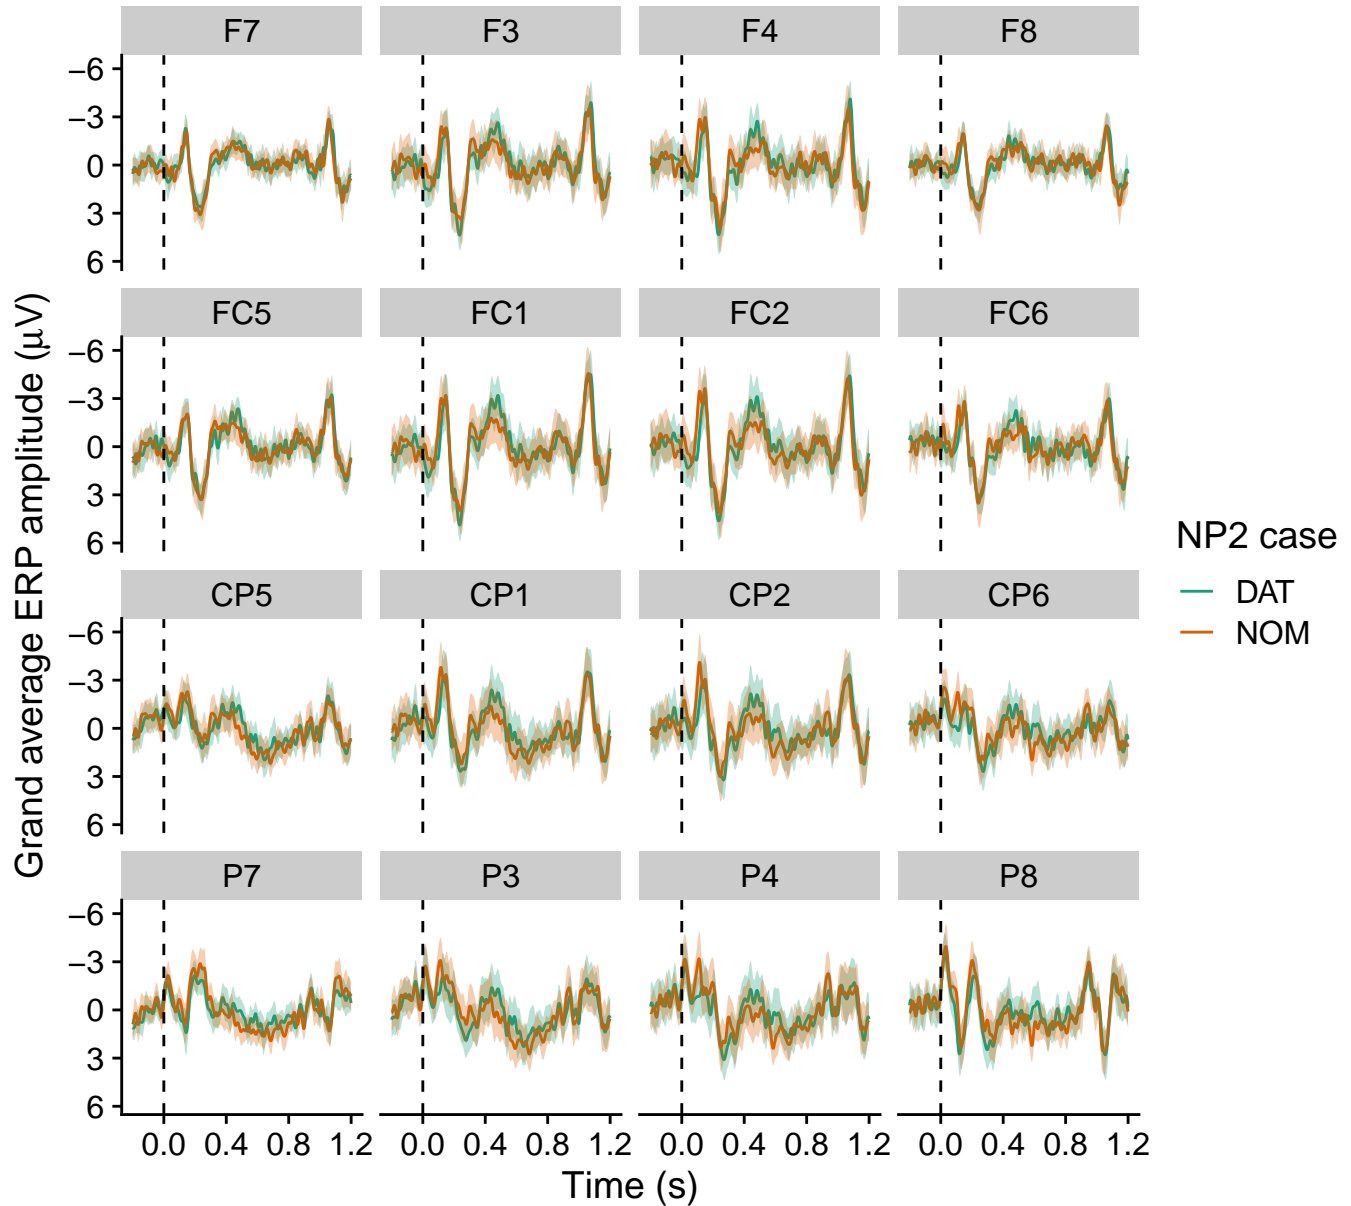 F7 F3 F4 F8
−6
−3
0
3
6
FC5 FC1 FC2 FC6
−6
−3
0
3
6
CP5 CP1 CP2 CP6
−6
−3
0
3
6
P7 P3 P4 P8
−6
−3
0
3
6
0.0 0.4 0.8 1.2 0.0 0.4 0.8 1.2 0.0 0.4 0.8 1.2 0.0 0.4 0.8 1.2
Time (s)
Grand average ERP amplitude (μV)
NP2 case
DAT
NOM